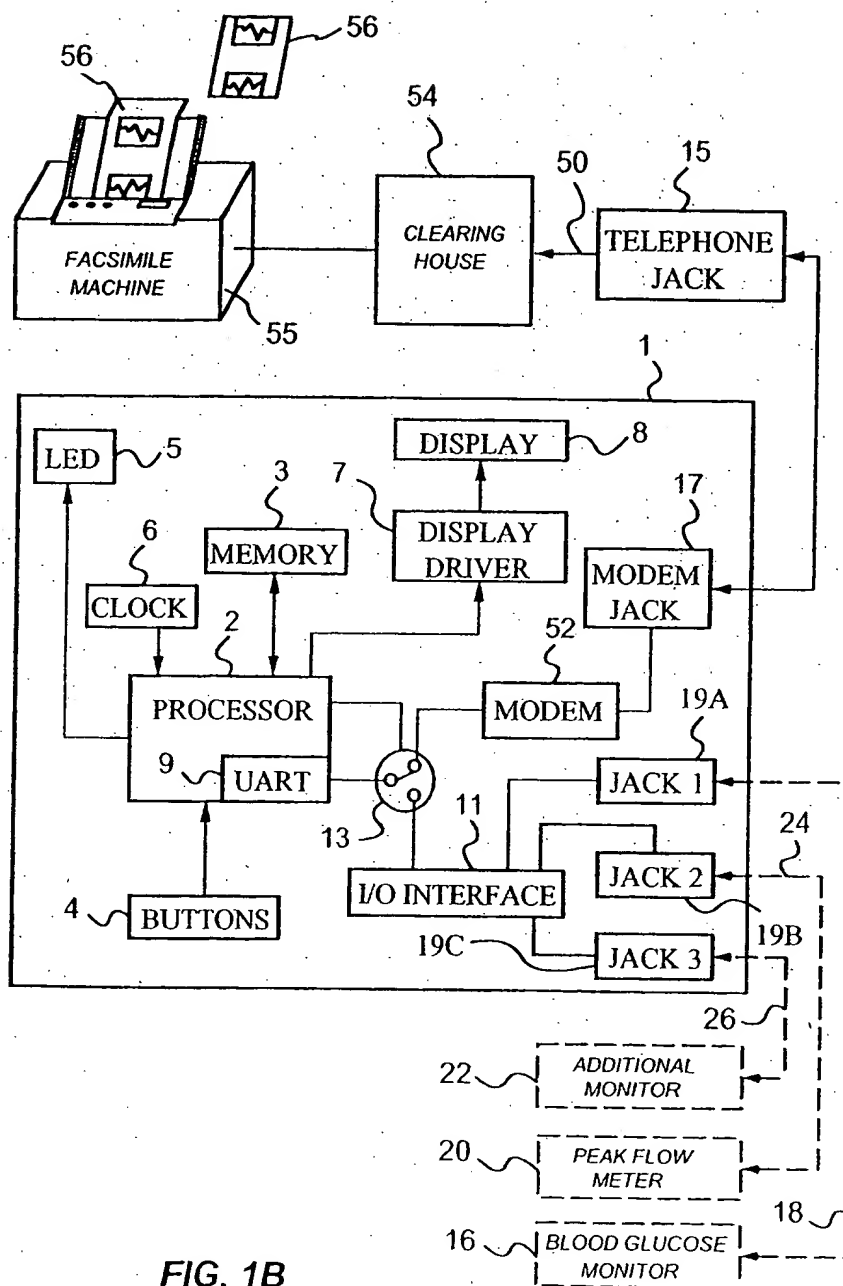 56
56
54
50
15
CLEARING
HOUSE
TELEPHONE
JACK
FACSIMILE
MACHINE
55
1
LED
5
DISPLAY
8
3
7
17
6
MEMORY
DISPLAY
DRIVER
MODEM
JACK
CLOCK
2
52
PROCESSOR
MODEM
19A
9
UART
JACK 1
13
11
24
I/O INTERFACE
JACK 2
4
BUTTONS
19B
19C
JACK 3
26
22
ADDITIONAL
MONITOR
20
PEAK FLOW
METER
18
16
BLOOD GLUCOSE
MONITOR
FIG. 1B